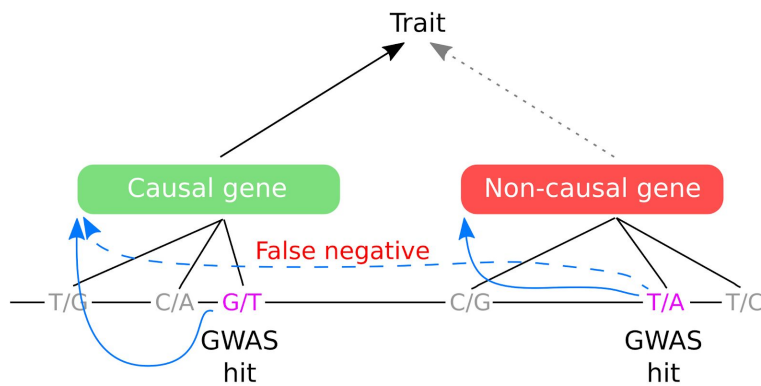 Trait
Causal gene
Non-causal gene
False negative
T/G
C/A
G/T
C/G
T/A
T/C
GWAS
hit
GWAS
hit